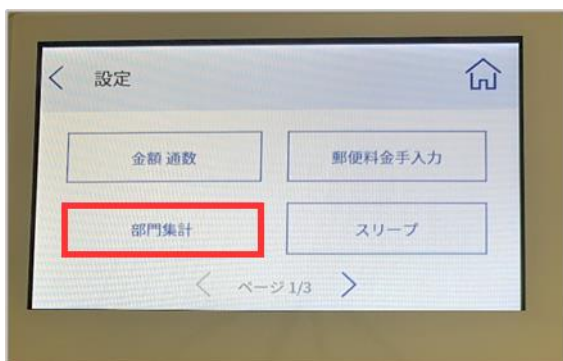 設定
金額 通数
郵便料金手入力
部門集計
スリープ
ページ 1/3